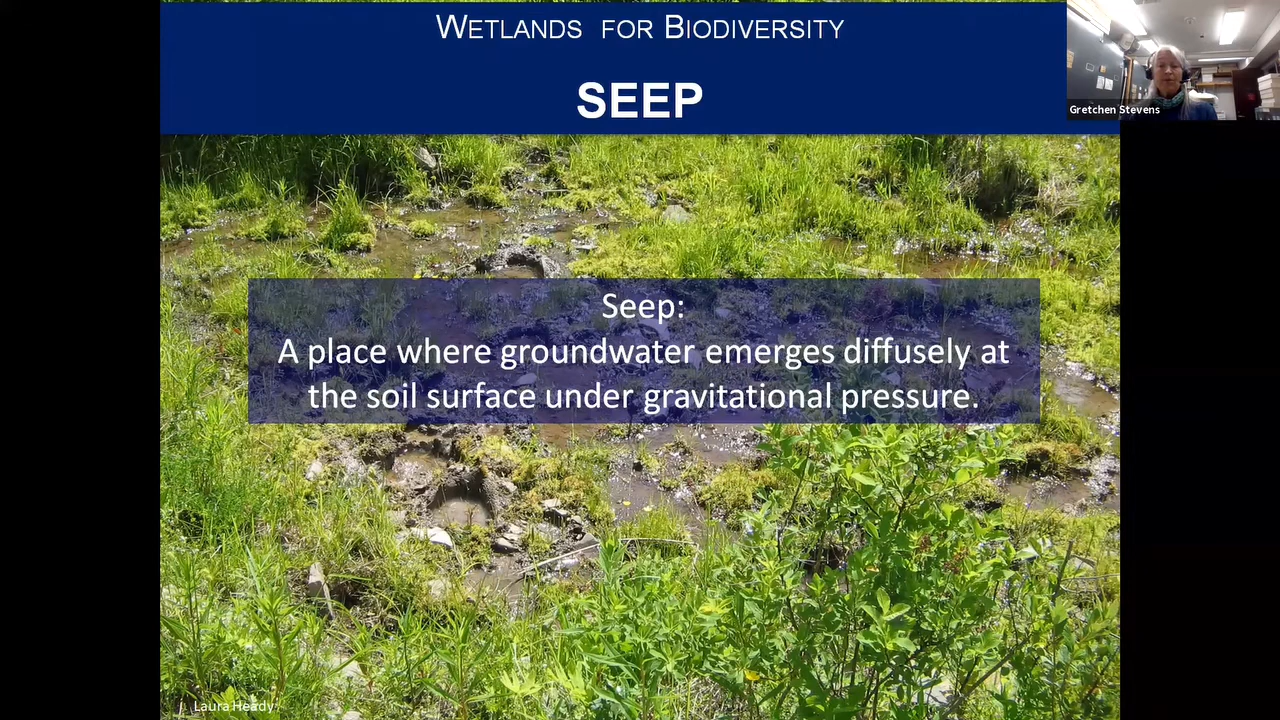 WETLANDS FOR BIODIVERSITY
SEEP
Gretchen Stevens
Seep:
A place where groundwater emerges diffusely at
the soil surface under gravitational pressure.
Laura Heady